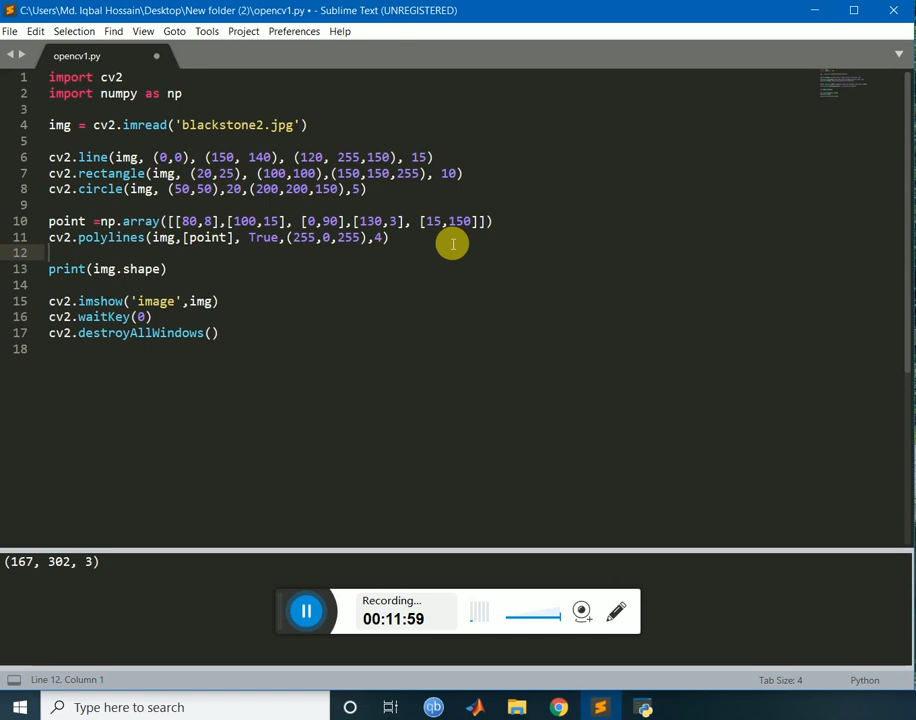 C:\Users\Md. Iqbal Hossain\Desktop\New folder (2)\opencv1.py • - Sublime Text (UNREGISTERED)
File Edit Selection Find View Goto Tools Project Preferences Help
opencv1.py
1 import cv2
2 import numpy as np
3
4 img = cv2.imread('blackstone2.jpg')
5
6 cv2.line(img, (0,0), (150, 140), (120, 255,150), 15)
7 cv2.rectangle(img, (20,25), (100,100),(150,150,255), 10)
8 cv2.circle(img, (50,50),20,(200,200,150),5)
9
10 point =np.array([[80,8],[100,15], [0,90],[130,3], [15,150]])
11 cv2.polylines(img,[point], True,(255,0,255),4)
12
13 print(img.shape)
14
15 cv2.imshow('image',img)
16 cv2.waitKey(0)
17 cv2.destroyAllWindows()
18
(167, 302, 3)
Recording...
00:11:59
Line 12, Column 1 Tab Size: 4 Python
Type here to search
qb